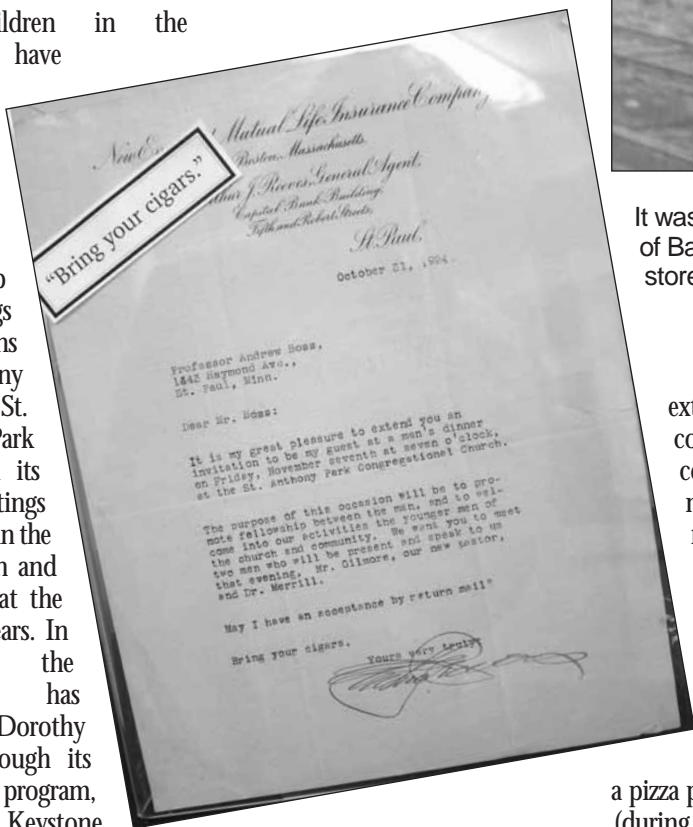 ildren in the
have
New Mutual Life Insurance Company
Boston, Massachusetts.
J. Reeves, General Agent.
Capital Bank Building,
Fifth and Robert Streets,
St. Paul,
"Bring your cigars."
October 21, 1924.
Professor Andrew Boss,
1443 Raymond Ave.,
St. Paul, Minn.
Dear Mr. Boss:
It is my great pleasure to extend you an
invitation to be my guest at a men's dinner
on Friday, November seventh at seven o'clock,
at the St. Anthony Park Congregational Church.
The purpose of this occasion will be to pro-
mote fellowship between the men, and to wel-
come into our activities the younger men of
the church and community. We want you to meet
two men who will be present and speak to us
that evening, Mr. Gilmore, our new pastor,
and Dr. Merrill.
May I have an acceptance by return mail"
Bring your cigars.
Yours very truly,
gs
ns
ny
St.
Park
its
tings
in the
n and
at the
ears. In
the
has
Dorothy
ough its
program,
Keystone
It was
of Ba
store
ext
co
ce
a pizza p
(during